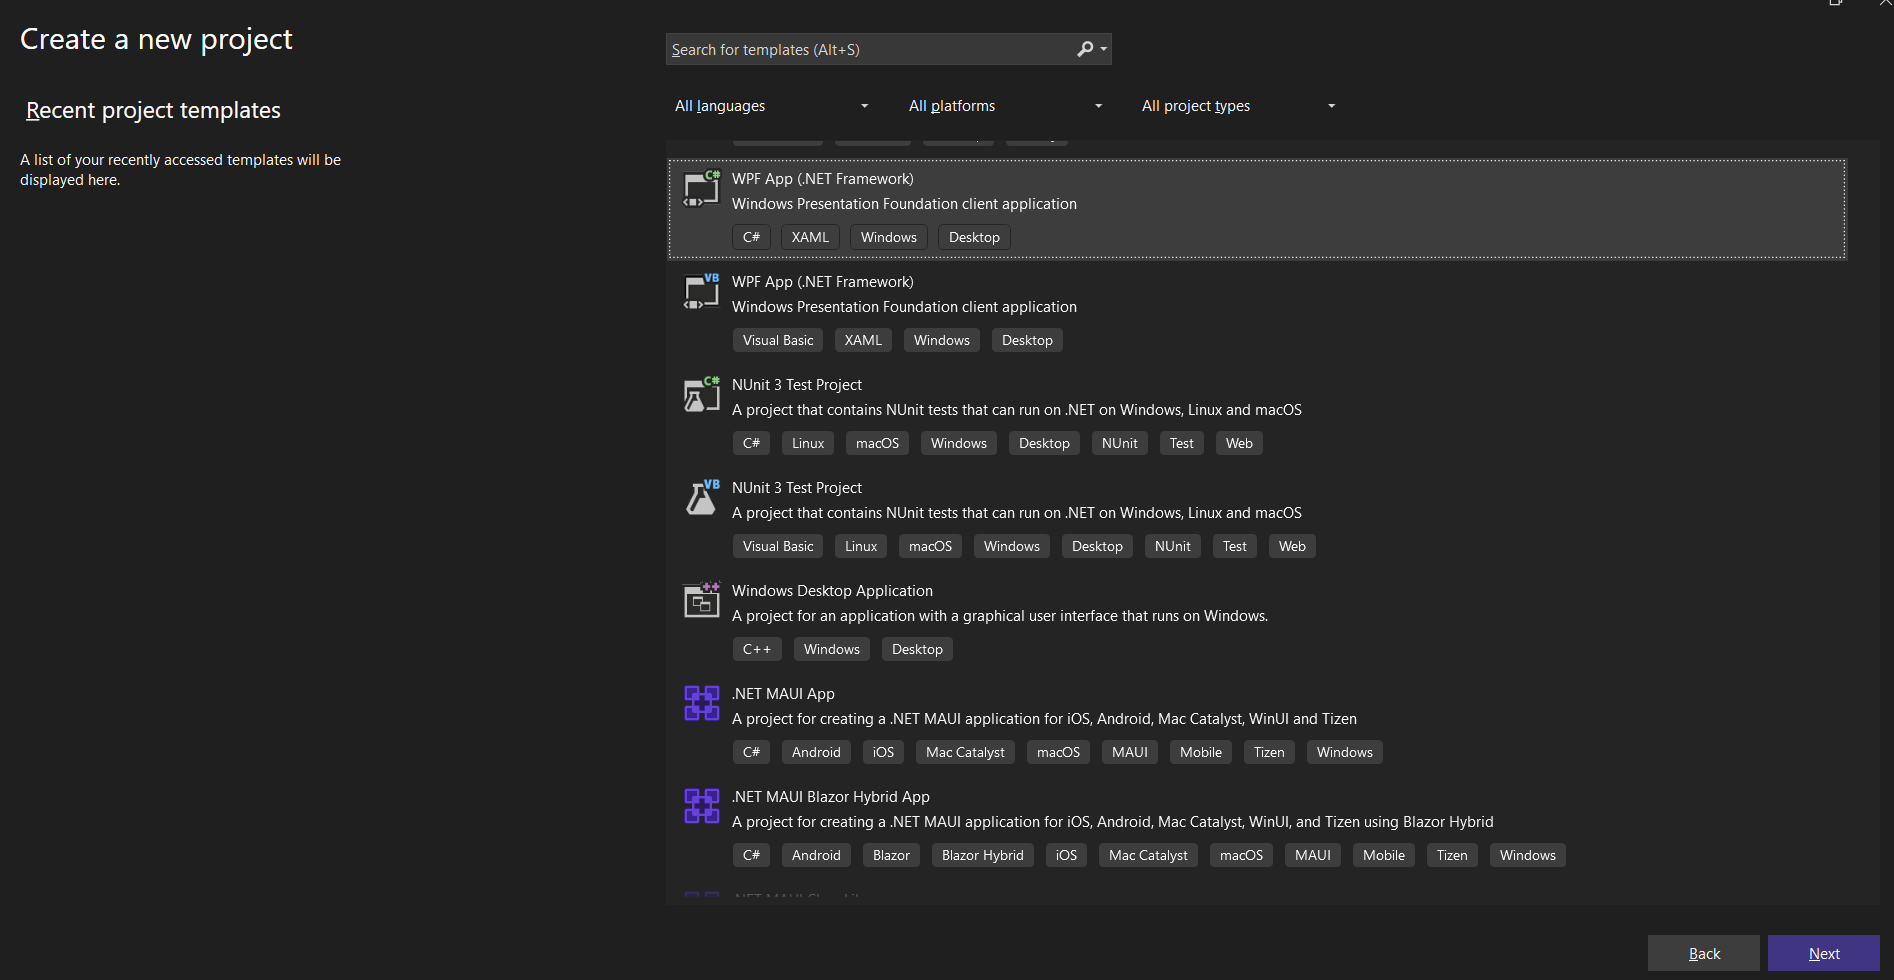 Create a new project
Search for templates (Alt+S)
Recent project templates
All languages
All platforms
All project types
A list of your recently accessed templates will be
displayed here.
C#
WPF App (.NET Framework)
Windows Presentation Foundation client application
C# XAML Windows Desktop
VB
WPF App (.NET Framework)
Windows Presentation Foundation client application
Visual Basic XAML Windows Desktop
C#
NUnit 3 Test Project
A project that contains NUnit tests that can run on .NET on Windows, Linux and macOS
C# Linux macOS Windows Desktop NUnit Test Web
VB
NUnit 3 Test Project
A project that contains NUnit tests that can run on .NET on Windows, Linux and macOS
Visual Basic Linux macOS Windows Desktop NUnit Test Web
++
Windows Desktop Application
A project for an application with a graphical user interface that runs on Windows.
C++ Windows Desktop
.NET MAUI App
A project for creating a .NET MAUI application for iOS, Android, Mac Catalyst, WinUI and Tizen
C# Android iOS Mac Catalyst macOS MAUI Mobile Tizen Windows
.NET MAUI Blazor Hybrid App
A project for creating a .NET MAUI application for iOS, Android, Mac Catalyst, WinUI, and Tizen using Blazor Hybrid
C# Android Blazor Blazor Hybrid iOS Mac Catalyst macOS MAUI Mobile Tizen Windows
.NET MAUI
Back
Next